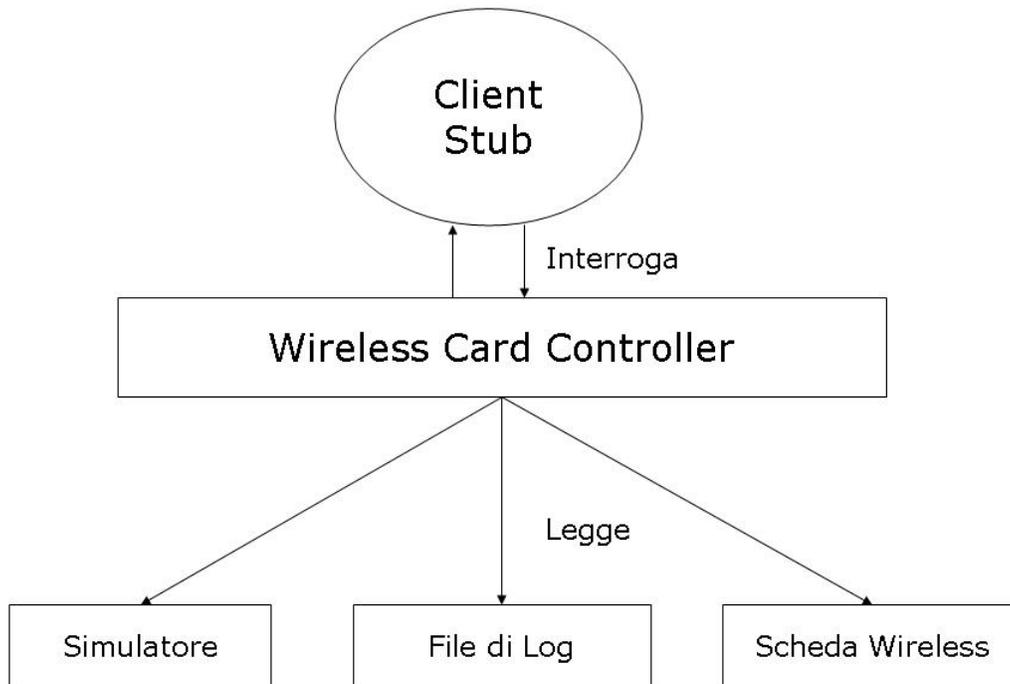 Client
Stub
Interroga
Wireless Card Controller
Legge
Simulatore
File di Log
Scheda Wireless